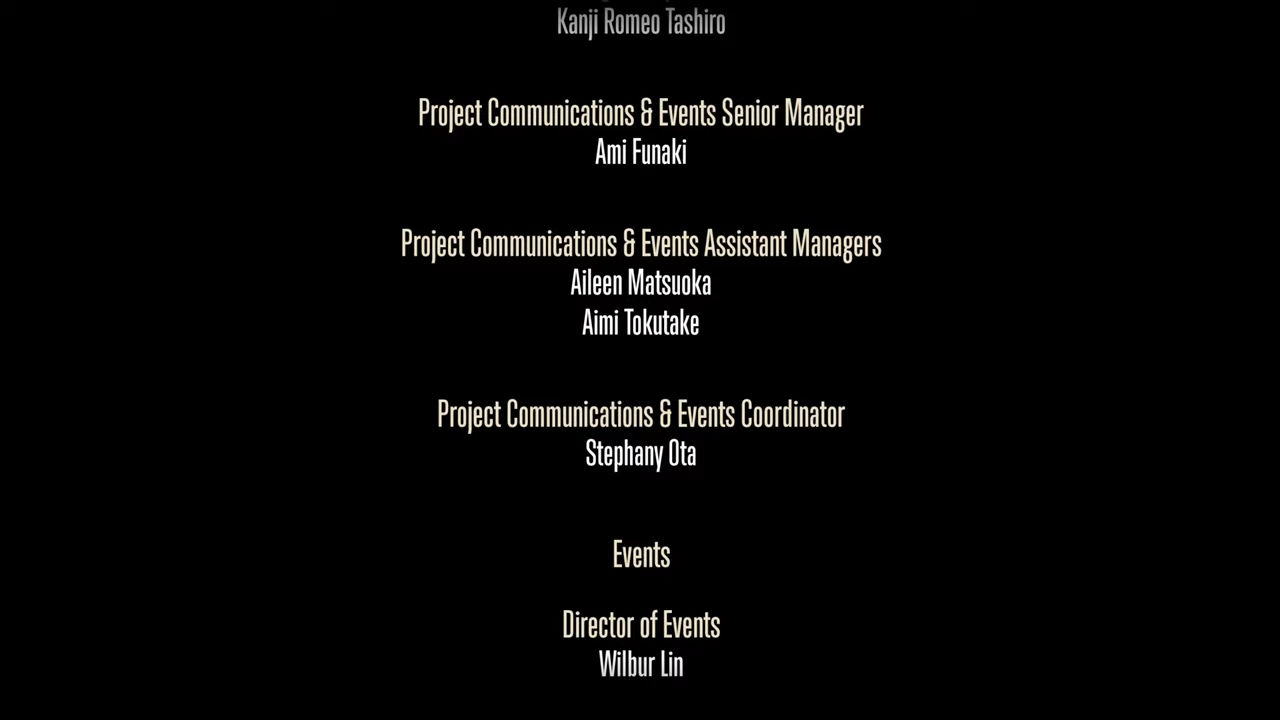 Kanji Romeo Tashiro
Project Communications & Events Senior Manager
Ami Funaki
Project Communications & Events Assistant Managers
Aileen Matsuoka
Aimi Tokutake
Project Communications & Events Coordinator
Stephany Ota
Events
Director of Events
Wilbur Lin